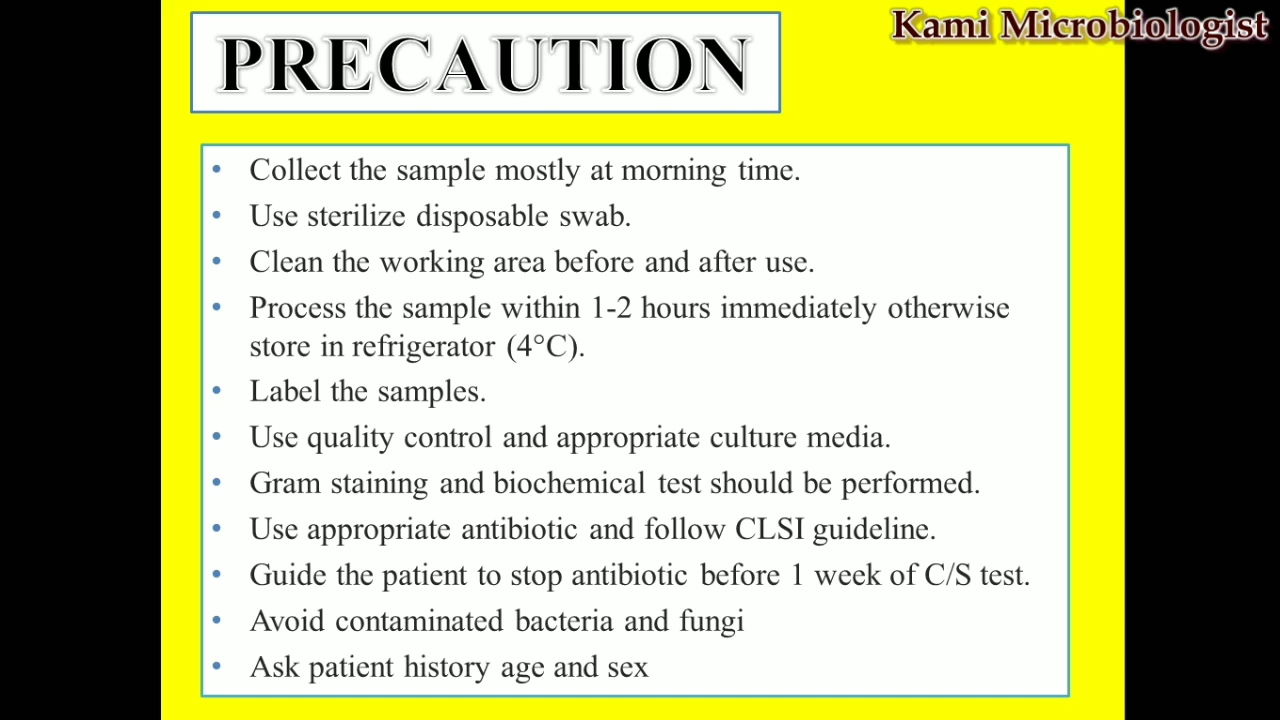 Kami Microbiologist
PRECAUTION
• Collect the sample mostly at morning time.
• Use sterilize disposable swab.
• Clean the working area before and after use.
• Process the sample within 1-2 hours immediately otherwise
store in refrigerator (4°C).
• Label the samples.
• Use quality control and appropriate culture media.
• Gram staining and biochemical test should be performed.
• Use appropriate antibiotic and follow CLSI guideline.
• Guide the patient to stop antibiotic before 1 week of C/S test.
• Avoid contaminated bacteria and fungi
• Ask patient history age and sex